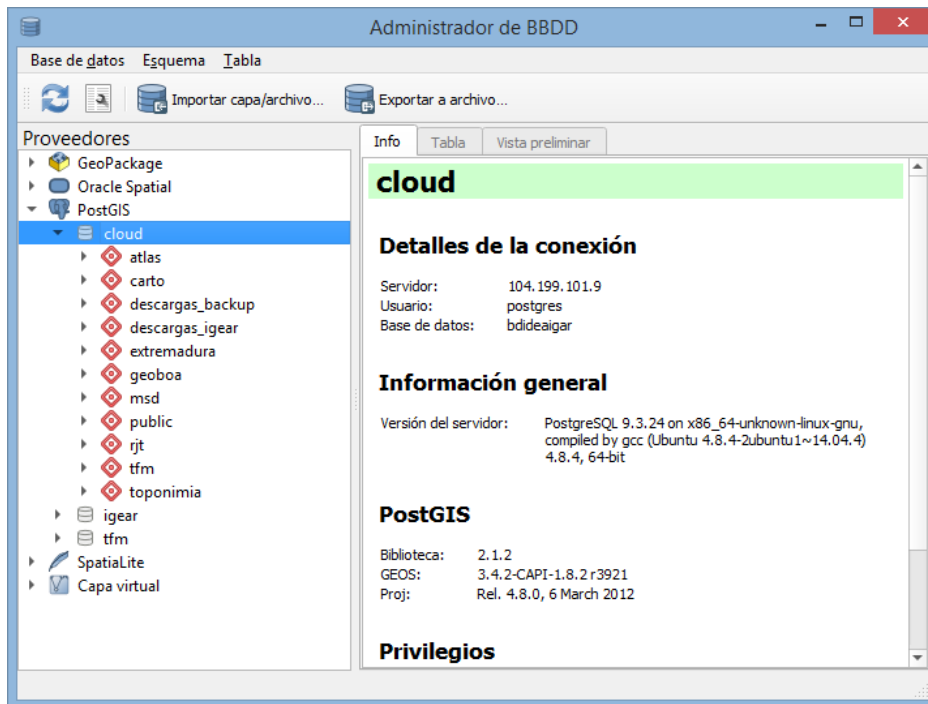 Administrador de BBDD
Base de datos Esquema Tabla
Importar capa/archivo... Exportar a archivo...
Proveedores
GeoPackage
Oracle Spatial
PostGIS
cloud
atlas
carto
descargas_backup
descargas_igear
extremadura
geoboa
msd
public
rjt
tfm
toponimia
igear
tfm
SpatiaLite
Capa virtual
Info Tabla Vista preliminar
cloud
Detalles de la conexión
Servidor: 104.199.101.9
Usuario: postgres
Base de datos: bdideaigar
Información general
Versión del servidor: PostgreSQL 9.3.24 on x86_64-unknown-linux-gnu,
compiled by gcc (Ubuntu 4.8.4-2ubuntu1~14.04.4)
4.8.4, 64-bit
PostGIS
Biblioteca: 2.1.2
GEOS: 3.4.2-CAPI-1.8.2 r3921
Proj: Rel. 4.8.0, 6 March 2012
Privilegios